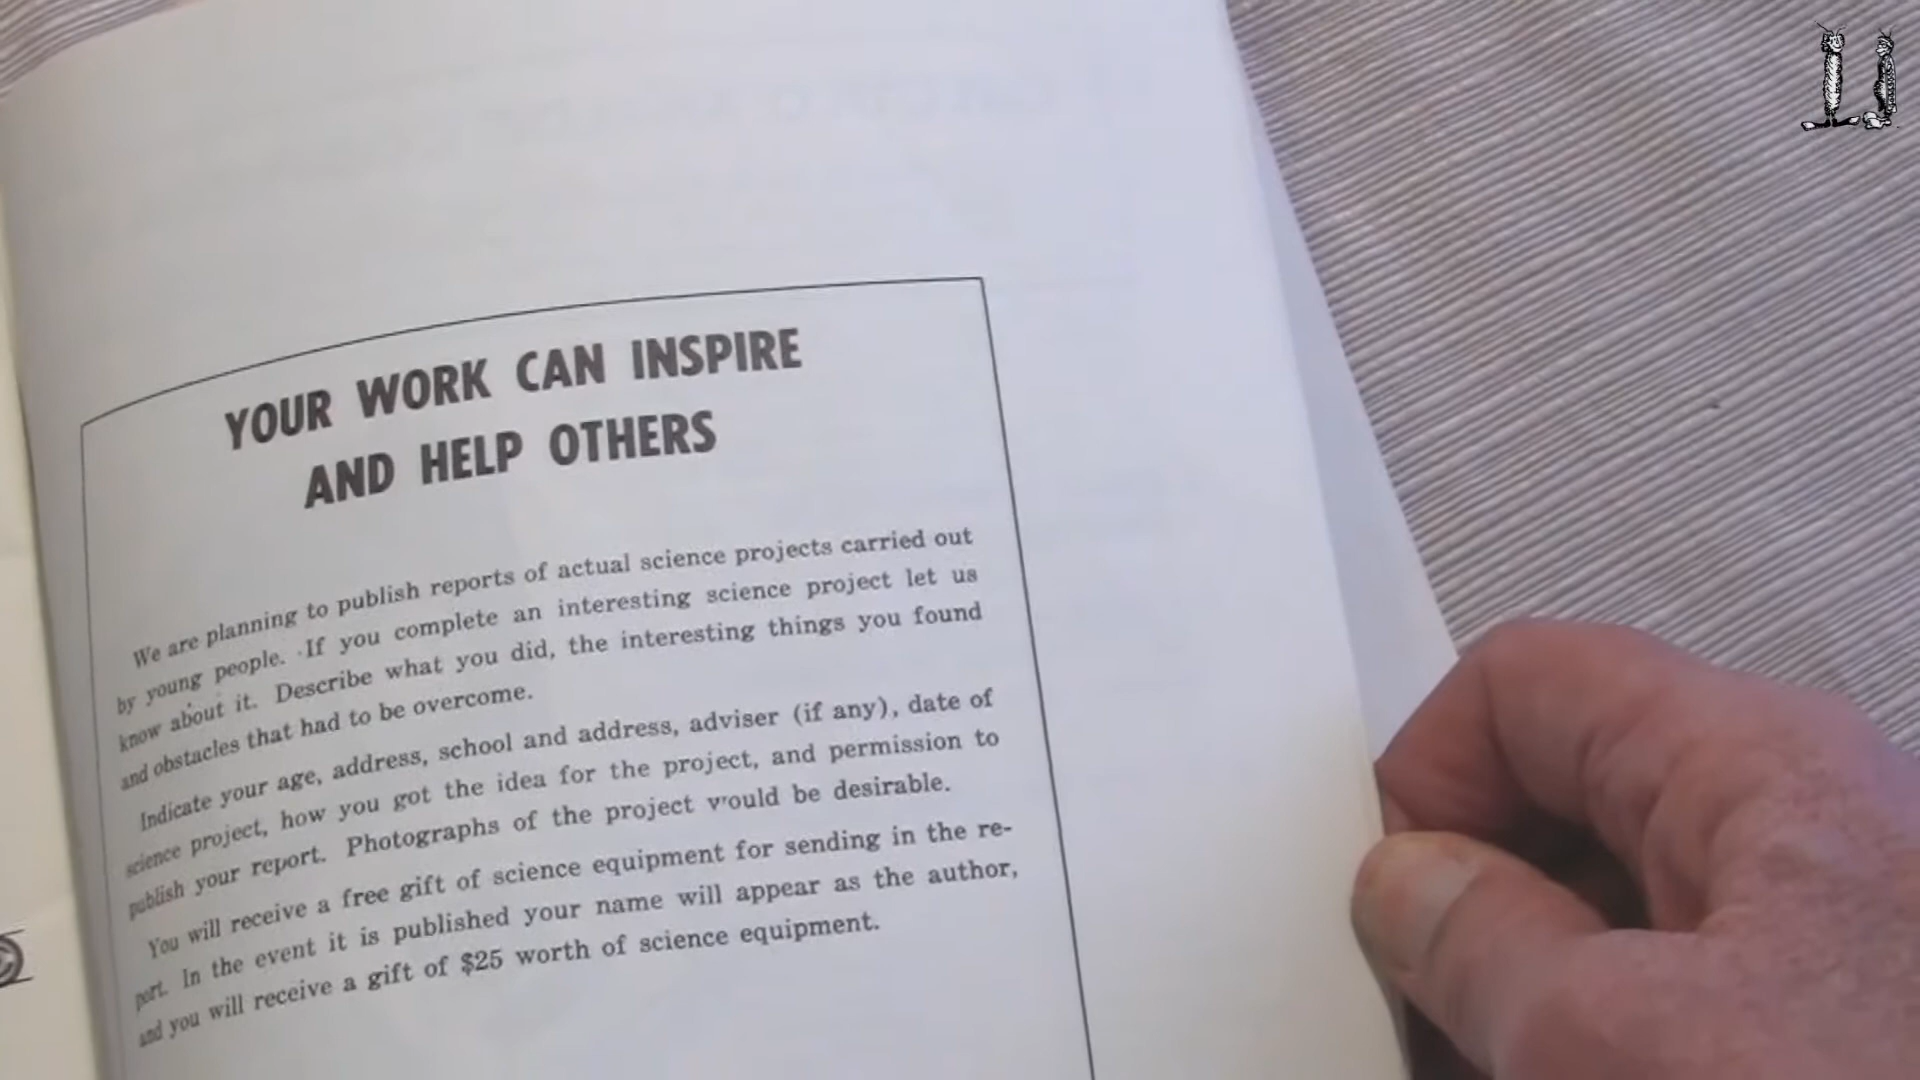 YOUR WORK CAN INSPIRE
AND HELP OTHERS
We are planning to publish reports of actual science projects carried out
by young people. If you complete an interesting science project let us
know about it. Describe what you did, the interesting things you found
and obstacles that had to be overcome.
Indicate your age, address, school and address, adviser (if any), date of
science project, how you got the idea for the project, and permission to
publish your report. Photographs of the project would be desirable.
You will receive a free gift of science equipment for sending in the re-
port. In the event it is published your name will appear as the author,
and you will receive a gift of $25 worth of science equipment.